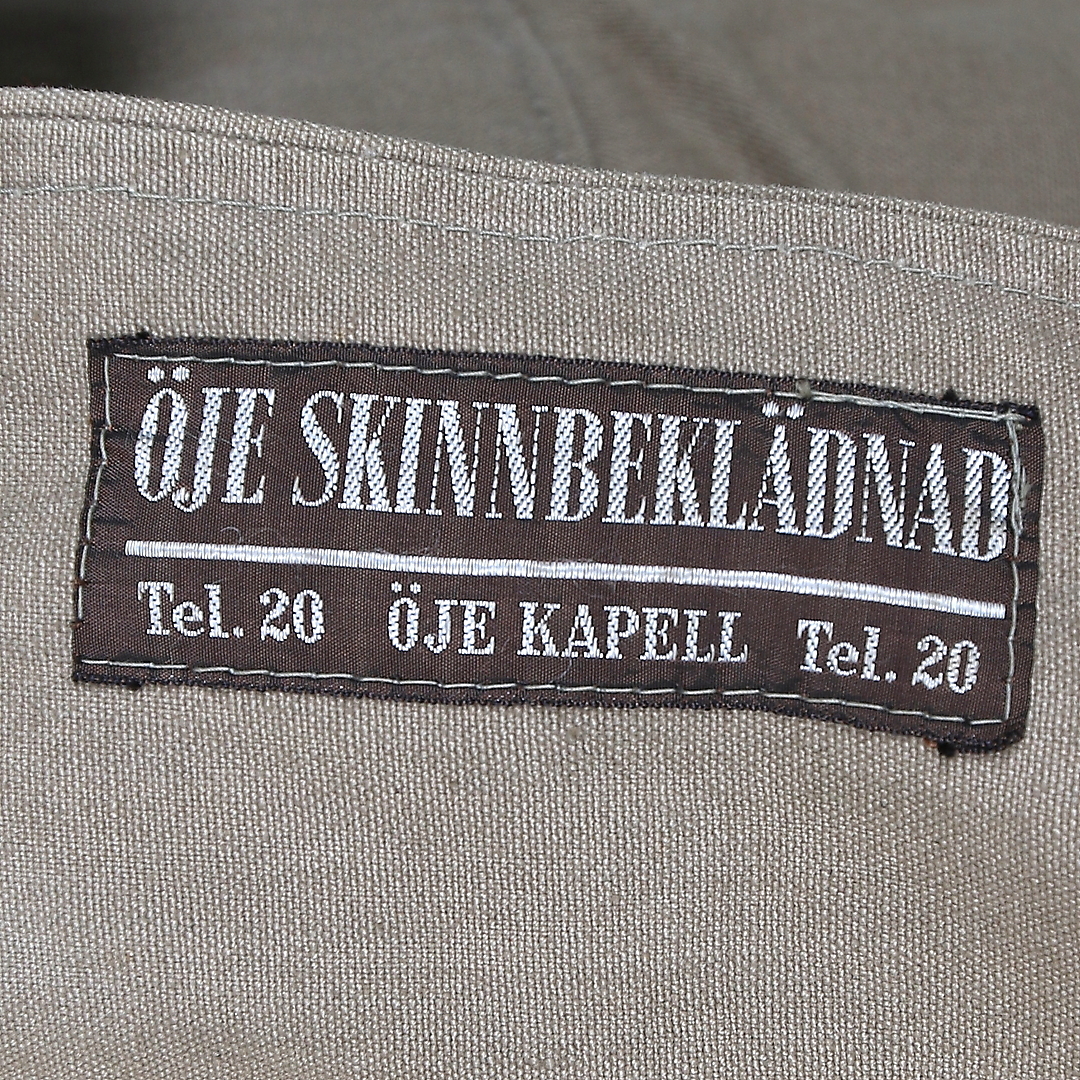 ÖJE SKINNBEKLÄDNAD
Tel. 20 ÖJE KAPELL Tel. 20